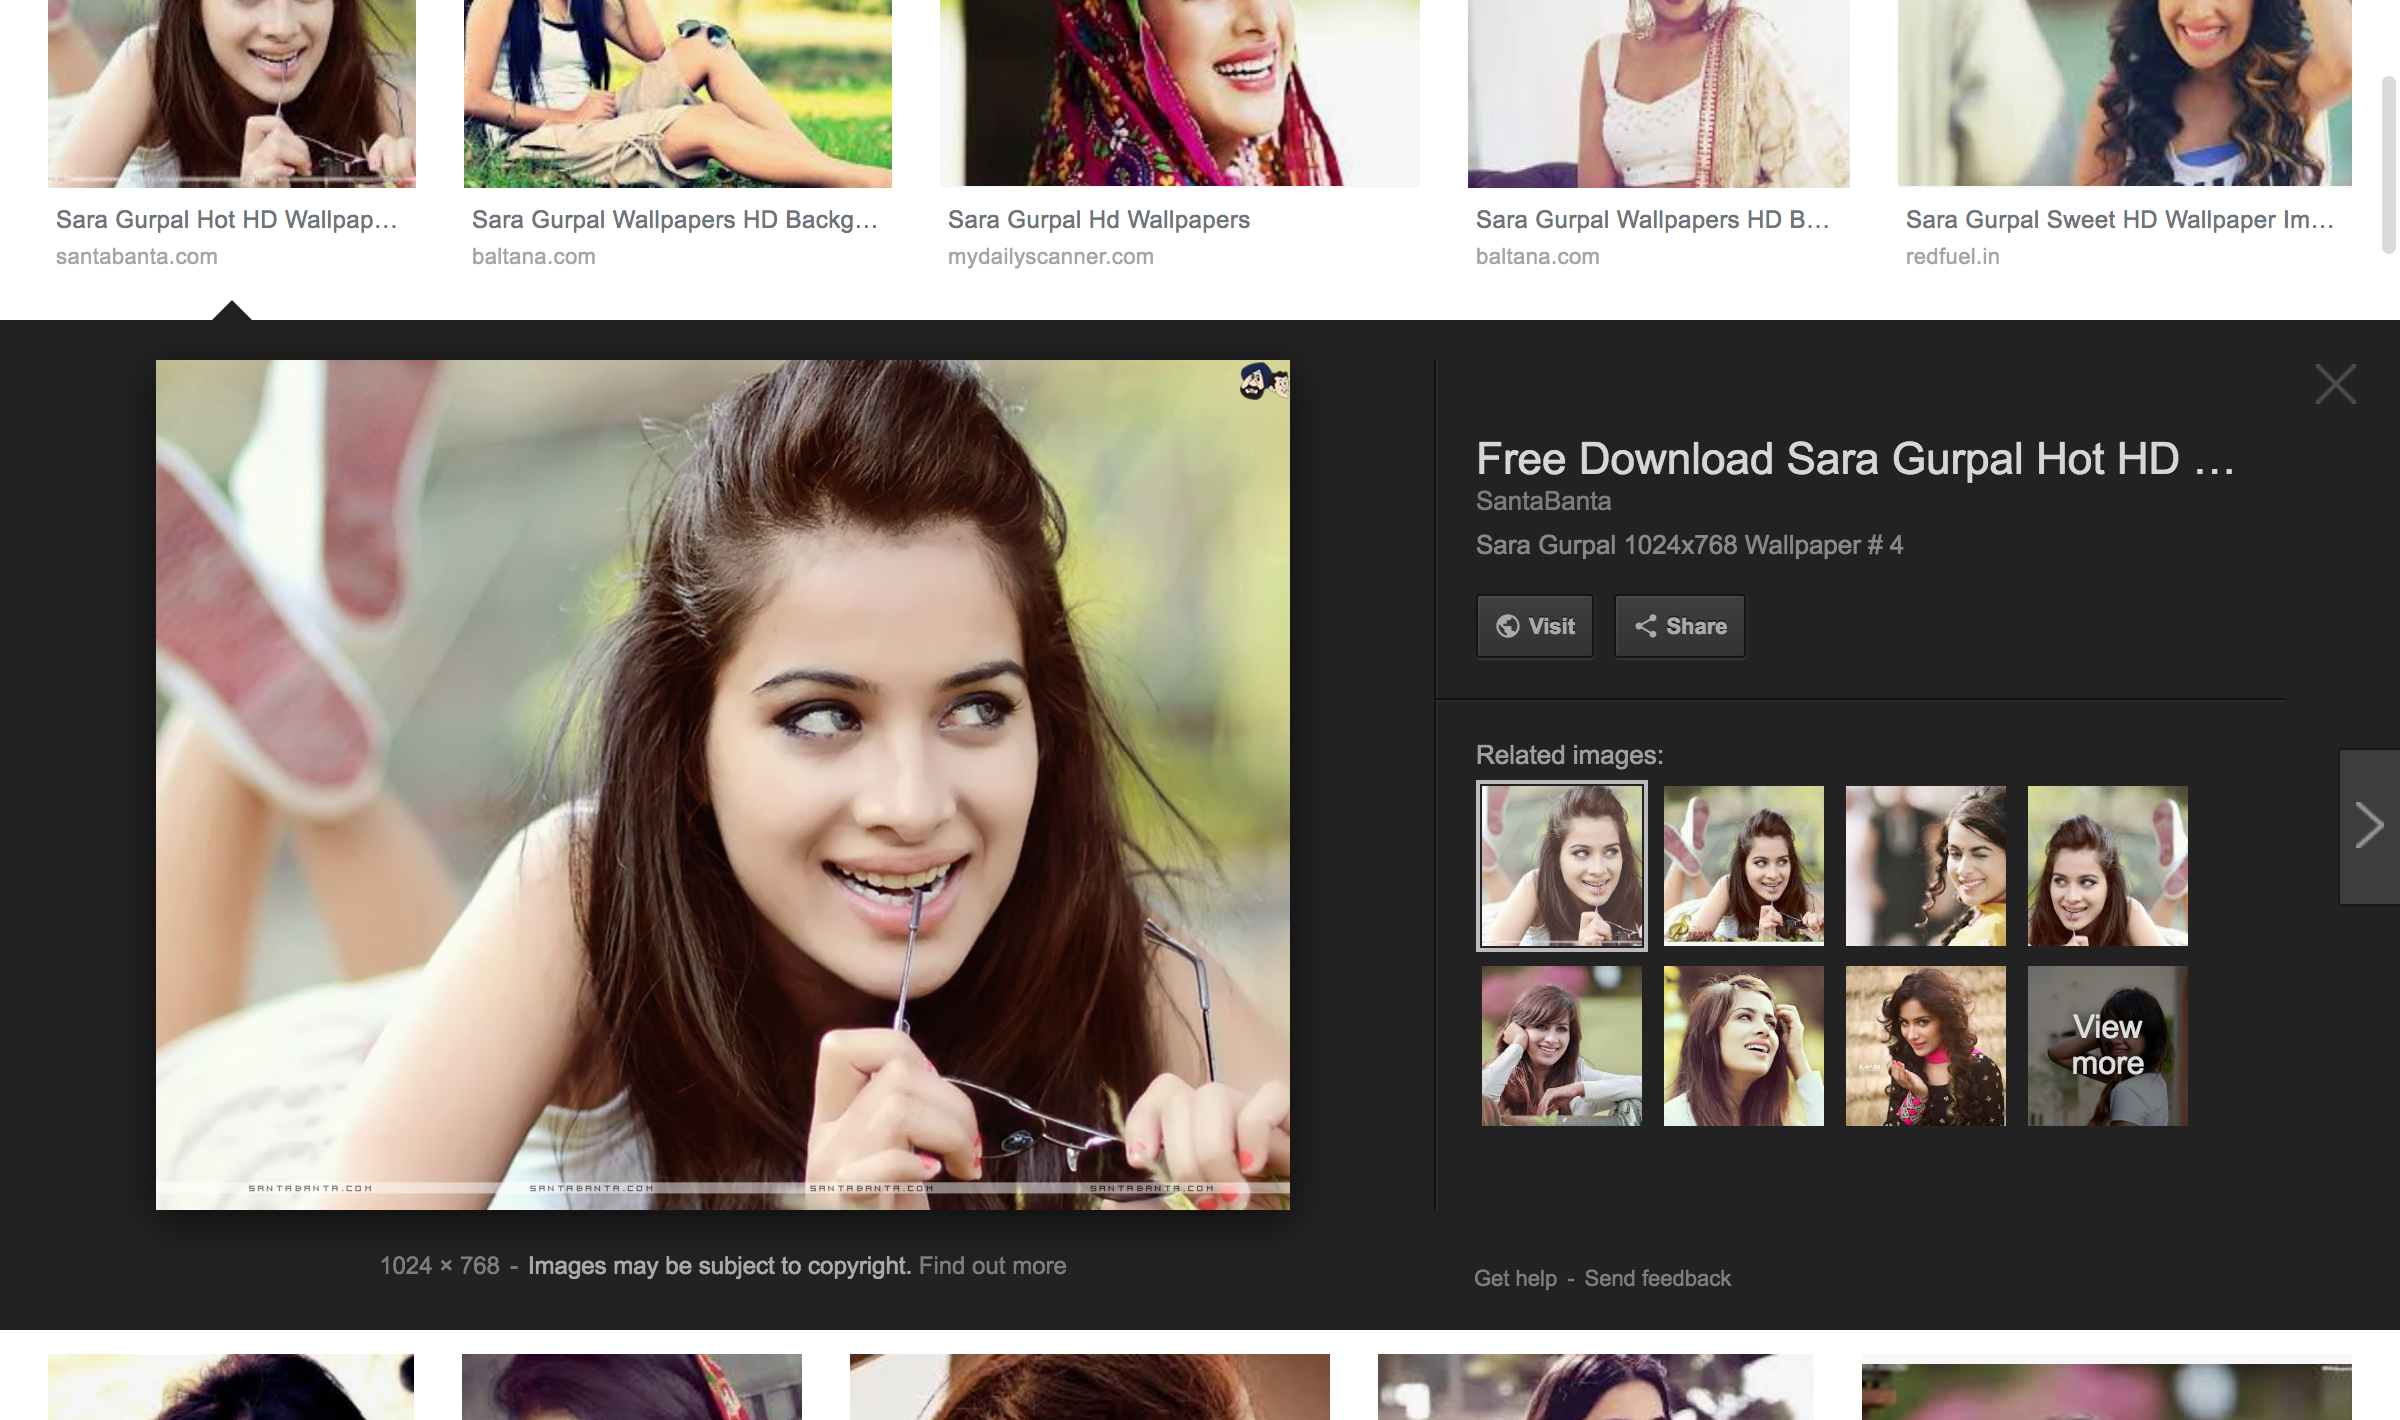 Sara Gurpal Hot HD Wallpap...
santabanta.com
Sara Gurpal Wallpapers HD Backg...
baltana.com
Sara Gurpal Hd Wallpapers
mydailyscanner.com
Sara Gurpal Wallpapers HD B...
baltana.com
Sara Gurpal Sweet HD Wallpaper Im...
redfuel.in
Free Download Sara Gurpal Hot HD ...
SantaBanta
Sara Gurpal 1024x768 Wallpaper # 4
Visit
Share
Related images:
View
more
SANTABANTA.COM SANTABANTA.COM SANTABANTA.COM SANTABANTA.COM
1024 × 768 - Images may be subject to copyright. Find out more
Get help - Send feedback